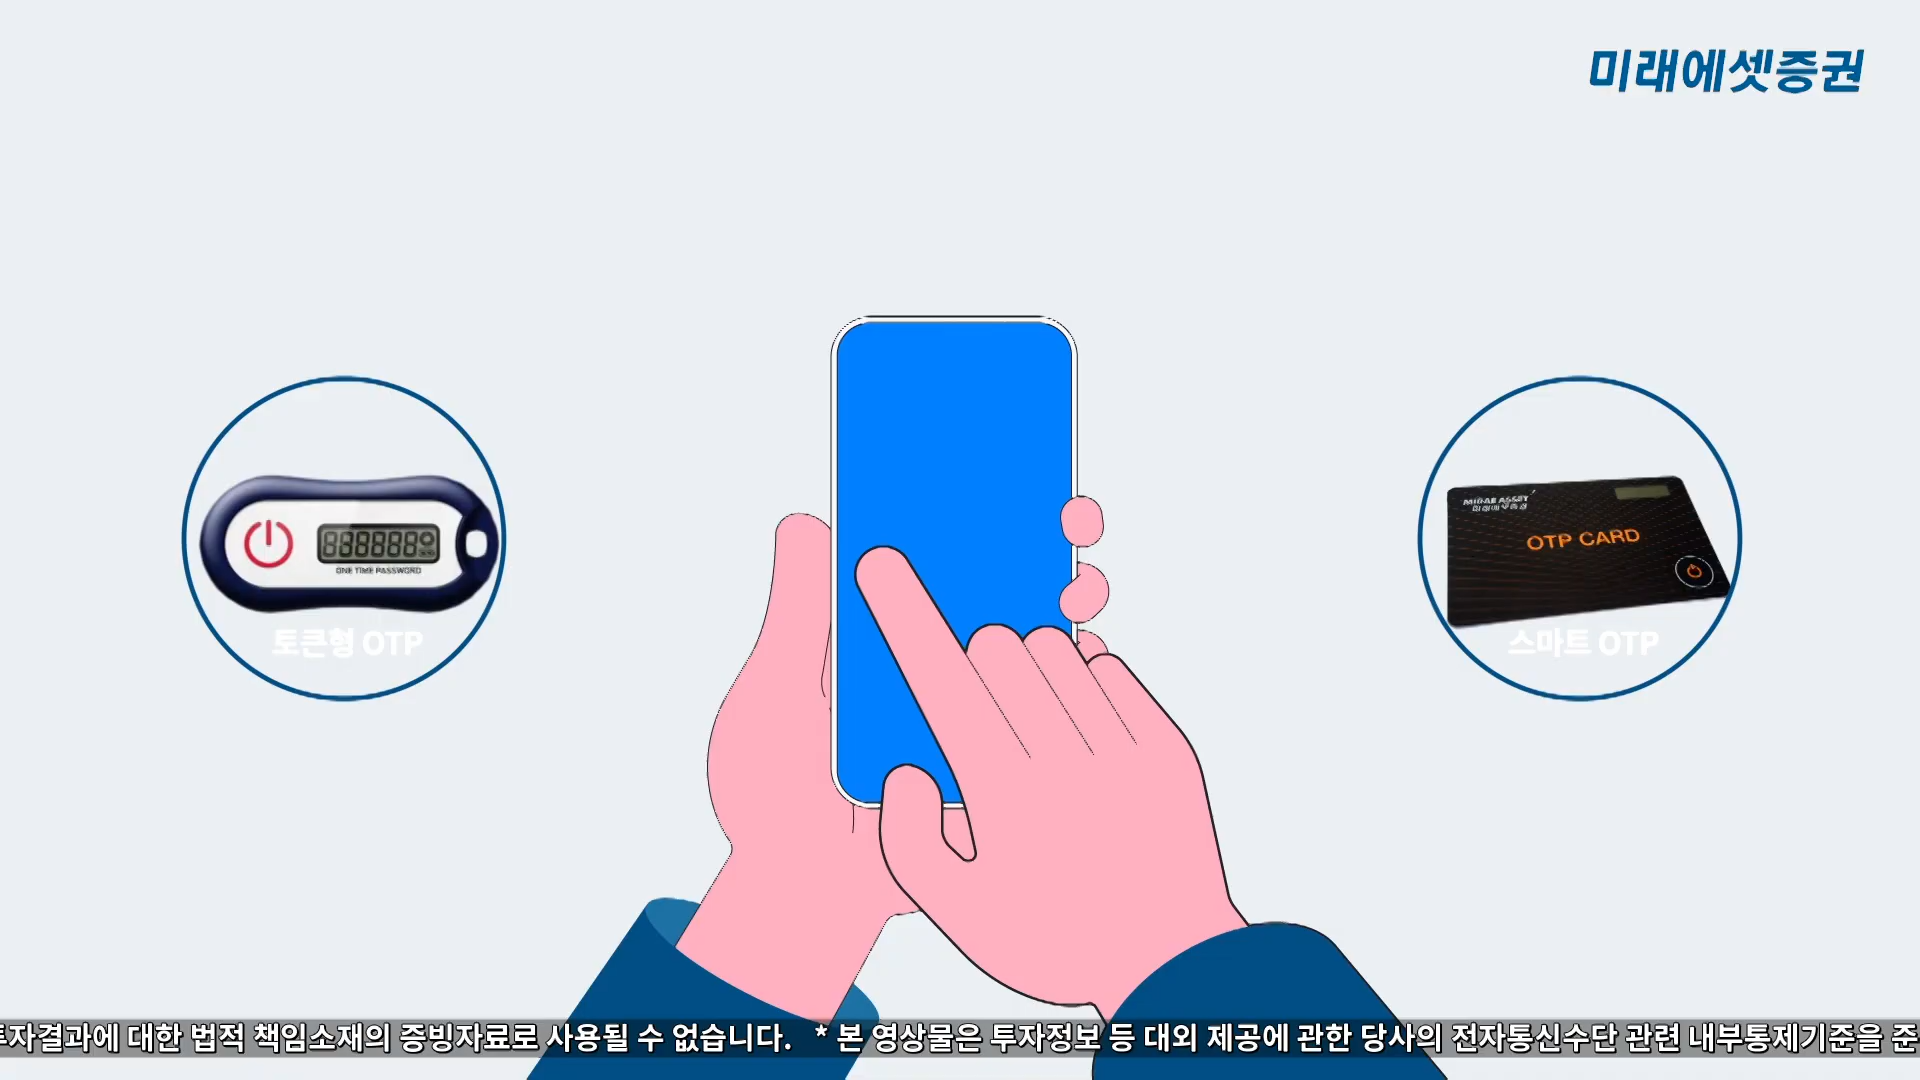 미래에셋증권
ONE TIME PASSWORD
토큰형 OTP
MIRAE ASSET
OTP CARD
스마트 OTP
투자결과에 대한 법적 책임소재의 증빙자료로 사용될 수 없습니다. * 본 영상물은 투자정보 등 대외 제공에 관한 당사의 전자통신수단 관련 내부통제기준을 준